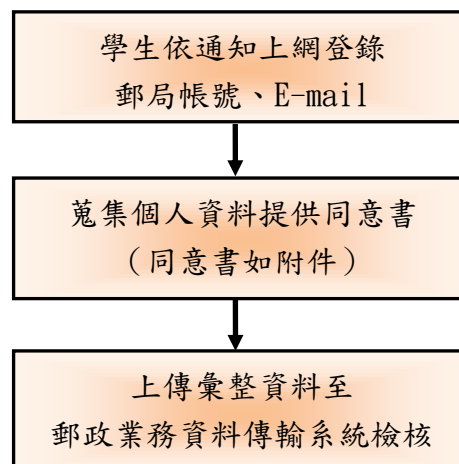 學生依通知上網登錄
郵局帳號、E-mail
蒐集個人資料提供同意書
（同意書如附件）
上傳彙整資料至
郵政業務資料傳輸系統檢核